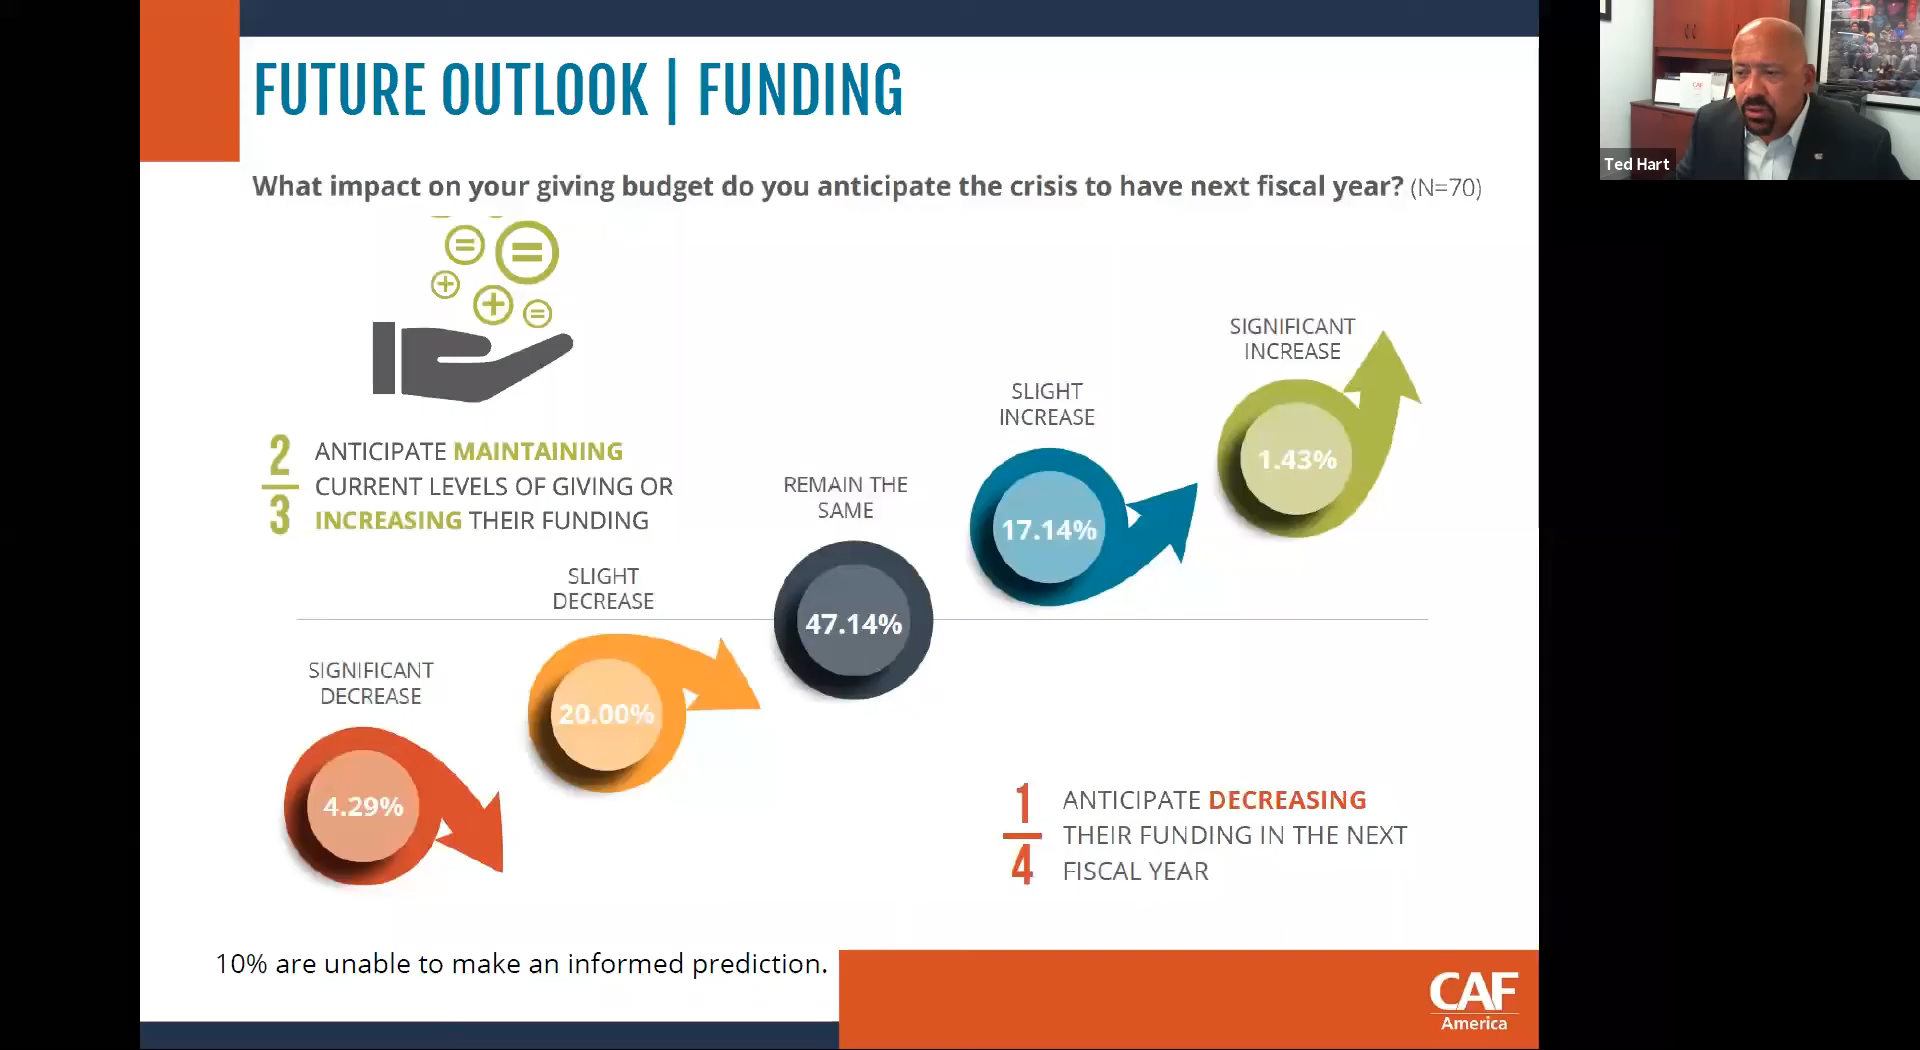 FUTURE OUTLOOK | FUNDING
Ted Hart
What impact on your giving budget do you anticipate the crisis to have next fiscal year? (N=70)
2
3
ANTICIPATE MAINTAINING
CURRENT LEVELS OF GIVING OR
INCREASING THEIR FUNDING
SIGNIFICANT
DECREASE
4.29%
SLIGHT
DECREASE
20.00%
REMAIN THE
SAME
47.14%
SLIGHT
INCREASE
17.14%
SIGNIFICANT
INCREASE
1.43%
1
4
ANTICIPATE DECREASING
THEIR FUNDING IN THE NEXT
FISCAL YEAR
10% are unable to make an informed prediction.
CAF
America